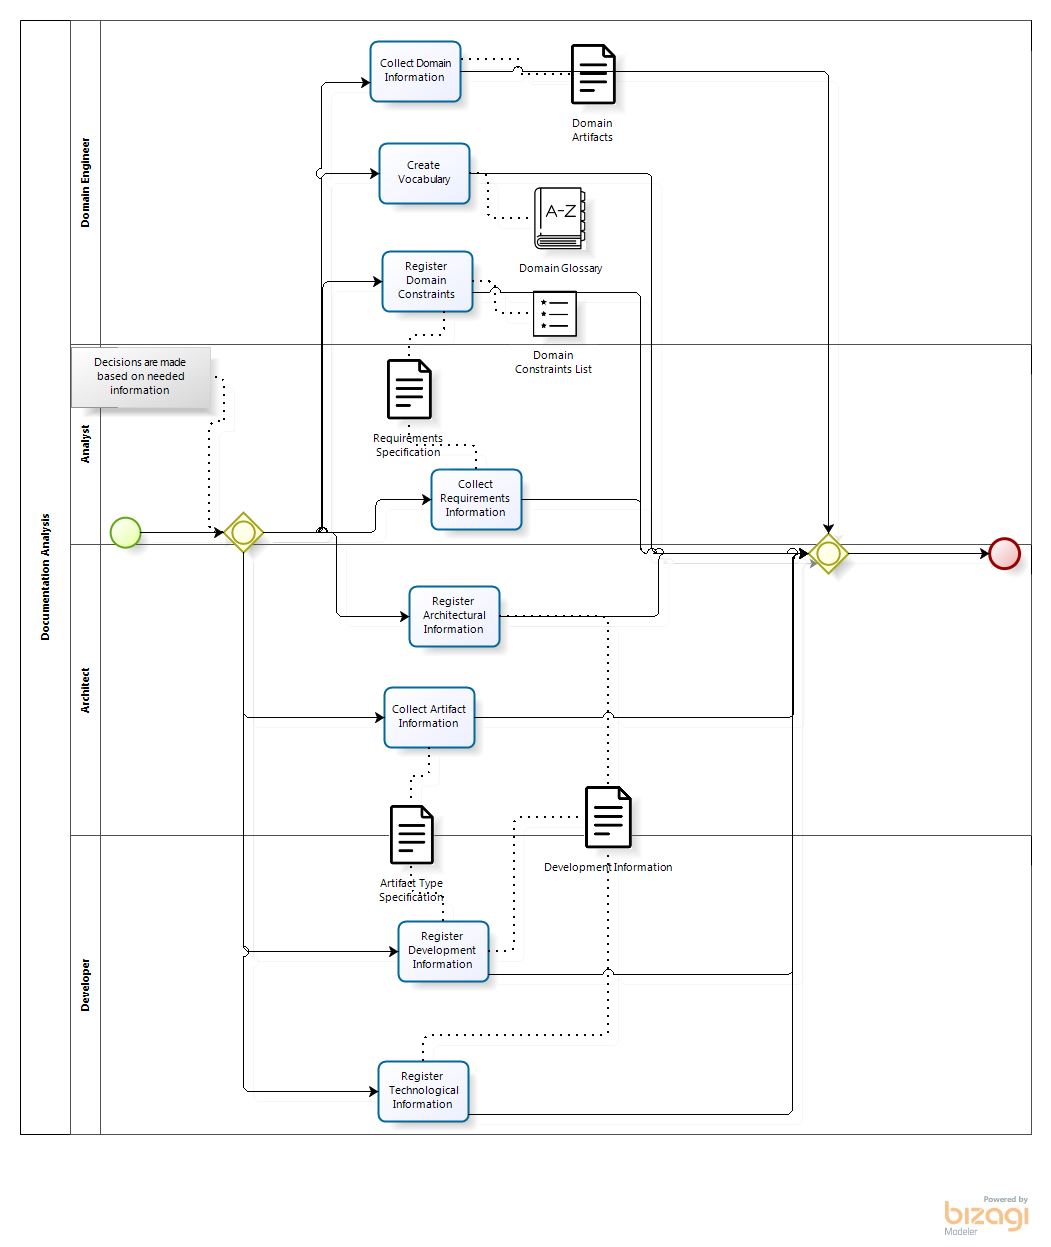 Documentation Analysis
Domain Engineer
Collect Domain
Information
Domain
Artifacts
Create
Vocabulary
A-Z
Domain Glossary
Register
Domain
Constraints
Domain
Constraints List
Analyst
Decisions are made
based on needed
information
Requirements
Specification
Collect
Requirements
Information
Architect
Register
Architectural
Information
Collect Artifact
Information
Development Information
Developer
Artifact Type
Specification
Register
Development
Information
Register
Technological
Information
Powered by
bizagi
Modeler